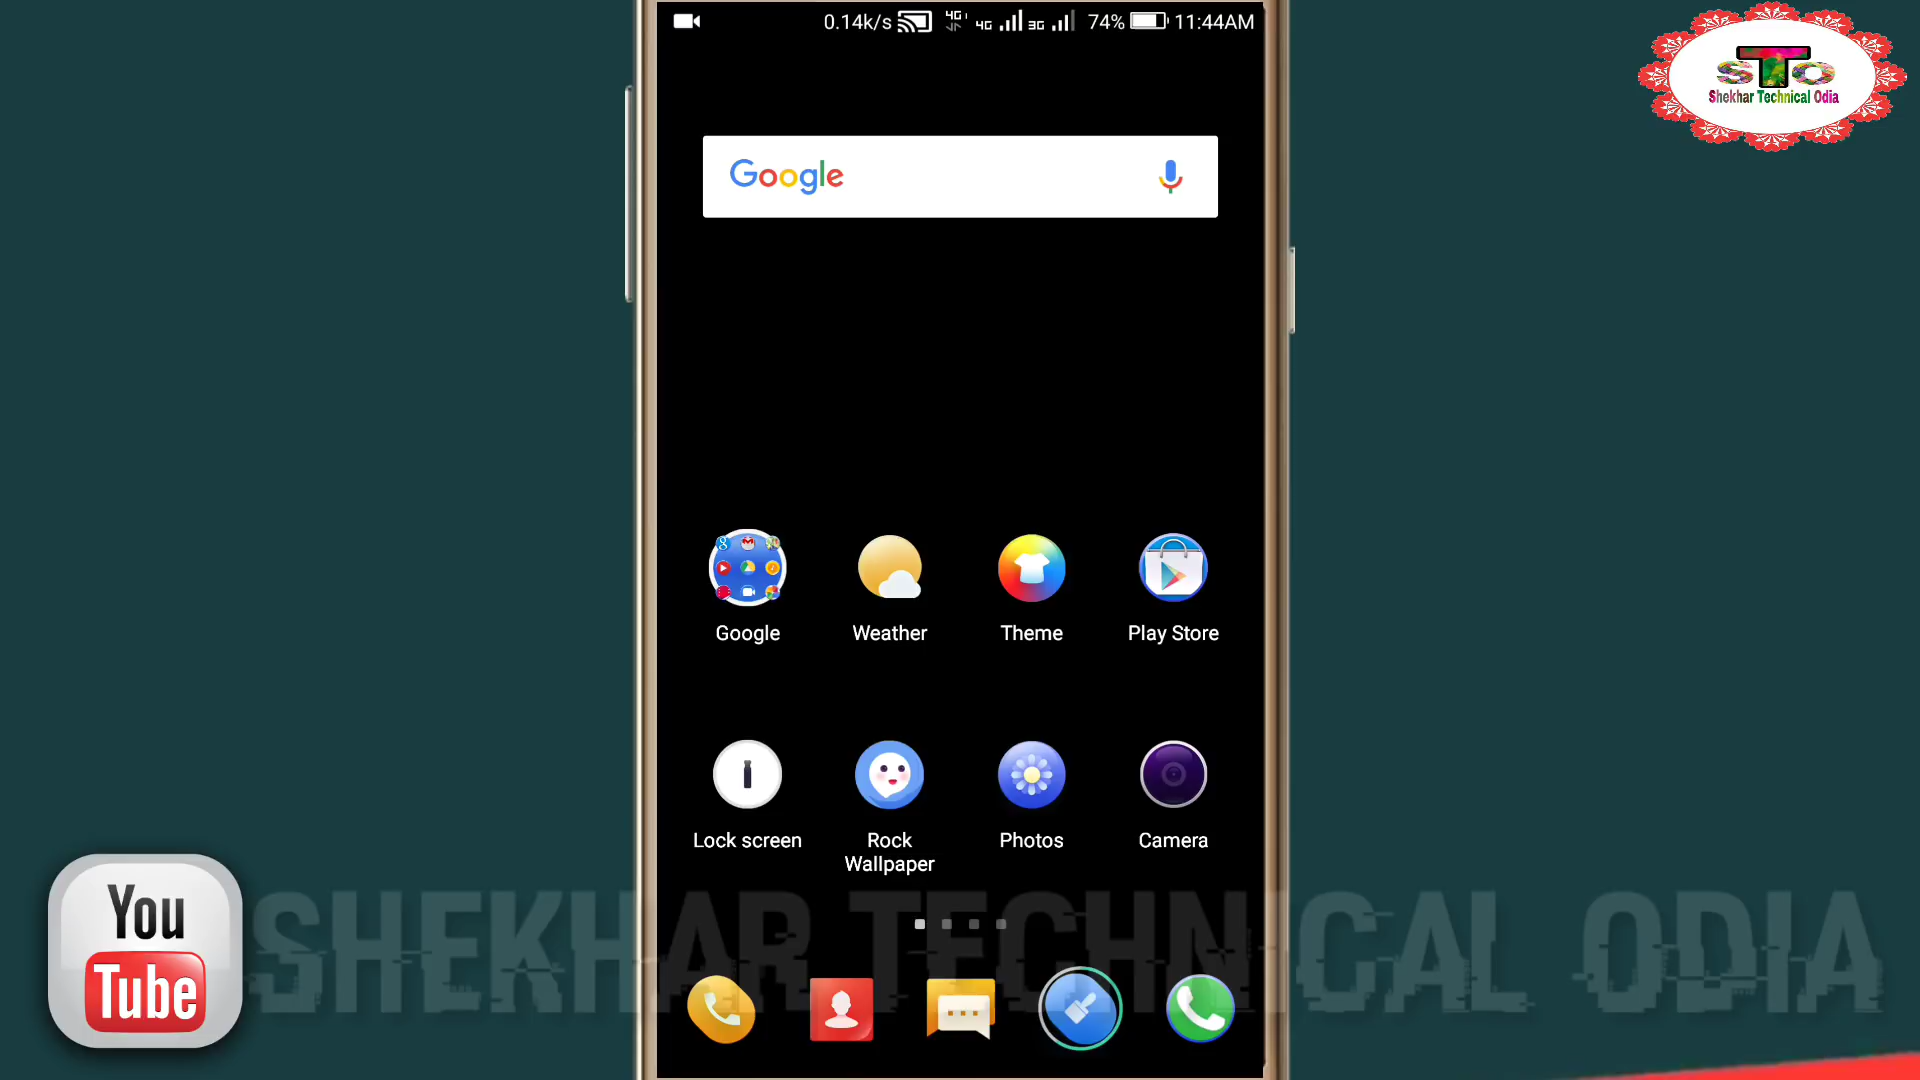 0.14k/s 4G 4G 3G 74% 11:44AM
STO
Shekhar Technical Odia
Google
Google Weather Theme Play Store
Lock screen Rock Wallpaper Photos Camera
You
Tube
SHEKHAR TECHNICAL ODIA